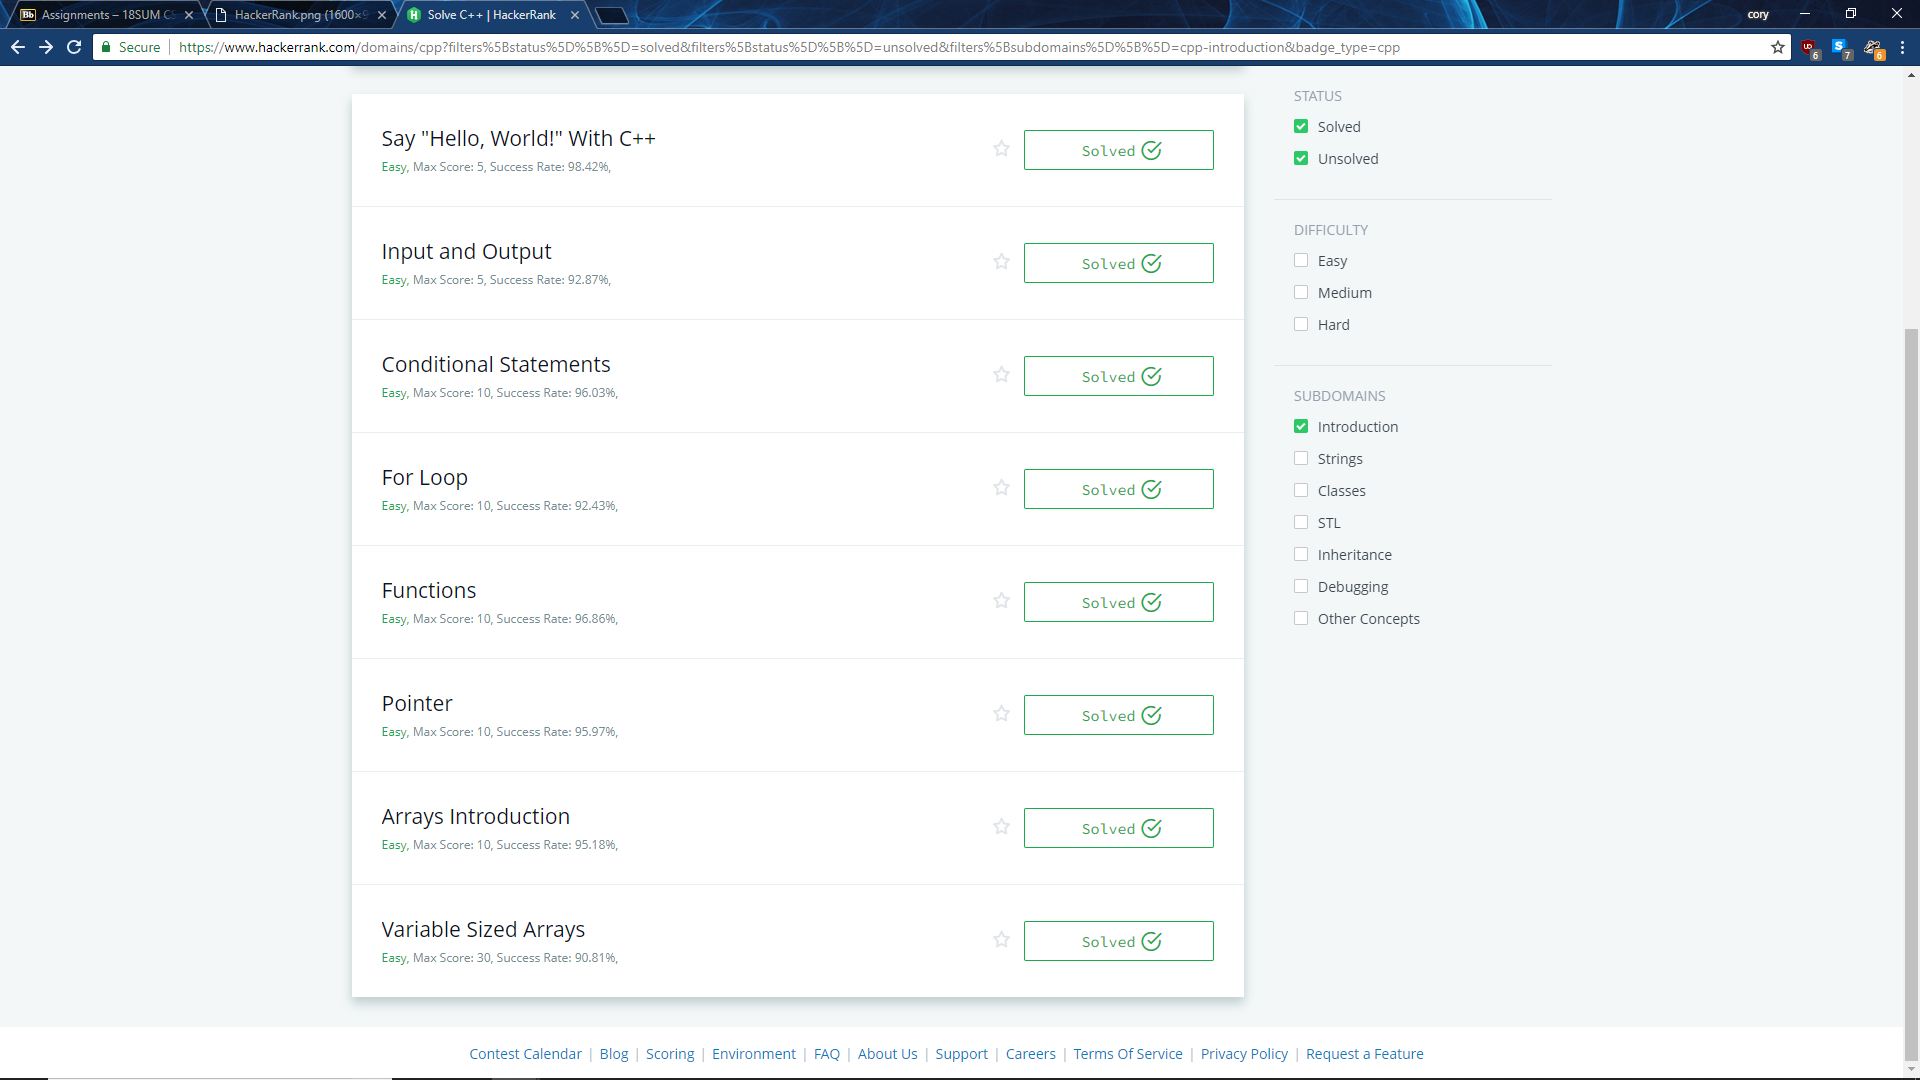 Assignments – 18SUM CS
HackerRank.png (1600×9
Solve C++ | HackerRank
cory
Secure
https://www.hackerrank.com/domains/cpp?filters%5Bstatus%5D%5B%5D=solved&filters%5Bstatus%5D%5B%5D=unsolved&filters%5Bsubdomains%5D%5B%5D=cpp-introduction&badge_type=cpp
6
7
6
Say "Hello, World!" With C++
Easy, Max Score: 5, Success Rate: 98.42%,
Solved
Input and Output
Easy, Max Score: 5, Success Rate: 92.87%,
Solved
Conditional Statements
Easy, Max Score: 10, Success Rate: 96.03%,
Solved
For Loop
Easy, Max Score: 10, Success Rate: 92.43%,
Solved
Functions
Easy, Max Score: 10, Success Rate: 96.86%,
Solved
Pointer
Easy, Max Score: 10, Success Rate: 95.97%,
Solved
Arrays Introduction
Easy, Max Score: 10, Success Rate: 95.18%,
Solved
Variable Sized Arrays
Easy, Max Score: 30, Success Rate: 90.81%,
Solved
STATUS
Solved
Unsolved
DIFFICULTY
Easy
Medium
Hard
SUBDOMAINS
Introduction
Strings
Classes
STL
Inheritance
Debugging
Other Concepts
Contest Calendar | Blog | Scoring | Environment | FAQ | About Us | Support | Careers | Terms Of Service | Privacy Policy | Request a Feature